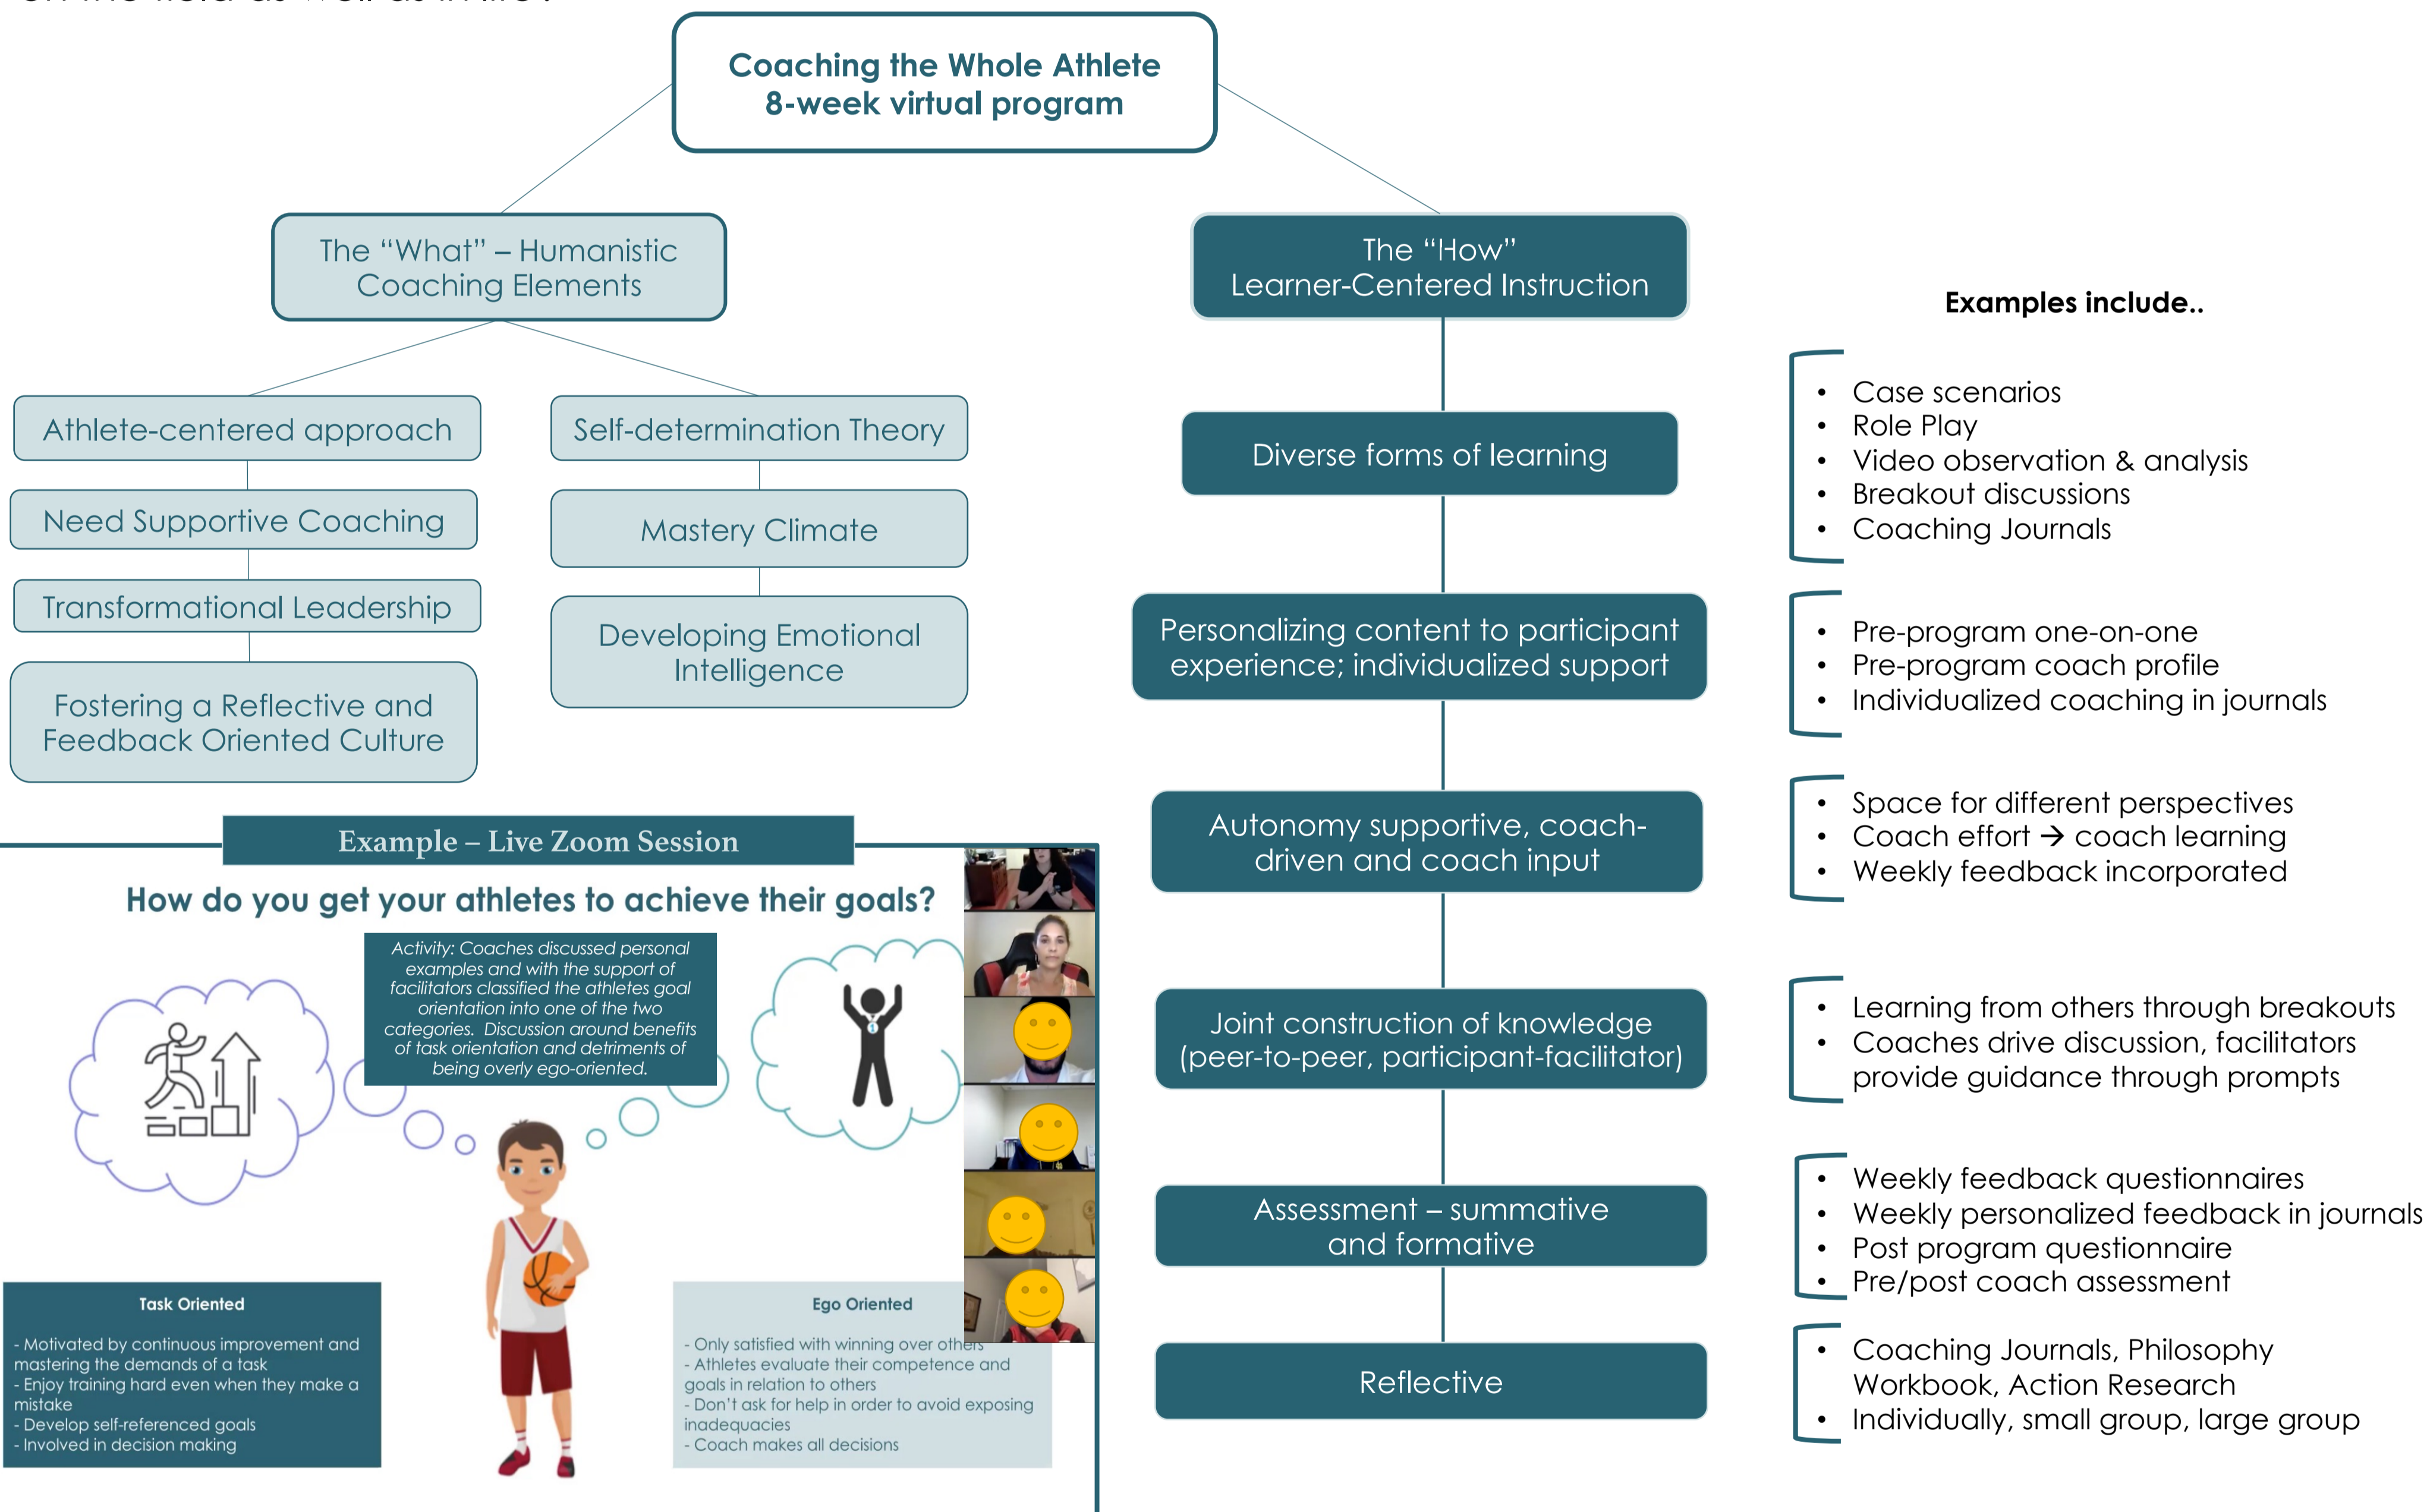 Coaching the Whole Athlete
8-week virtual program
The “What” – Humanistic
Coaching Elements
Athlete-centered approach
Need Supportive Coaching
Transformational Leadership
Fostering a Reflective and
Feedback Oriented Culture
Self-determination Theory
Mastery Climate
Developing Emotional
Intelligence
The “How”
Learner-Centered Instruction
Examples include..
Diverse forms of learning
• Case scenarios
• Role Play
• Video observation & analysis
• Breakout discussions
• Coaching Journals
Personalizing content to participant
experience; individualized support
• Pre-program one-on-one
• Pre-program coach profile
• Individualized coaching in journals
Autonomy supportive, coach-
driven and coach input
• Space for different perspectives
• Coach effort → coach learning
• Weekly feedback incorporated
Joint construction of knowledge
(peer-to-peer, participant-facilitator)
• Learning from others through breakouts
• Coaches drive discussion, facilitators
provide guidance through prompts
Assessment – summative
and formative
• Weekly feedback questionnaires
• Weekly personalized feedback in journals
• Post program questionnaire
• Pre/post coach assessment
Reflective
• Coaching Journals, Philosophy
Workbook, Action Research
• Individually, small group, large group
Example – Live Zoom Session
How do you get your athletes to achieve their goals?
Activity: Coaches discussed personal
examples and with the support of
facilitators classified the athletes goal
orientation into one of the two
categories. Discussion around benefits
of task orientation and detriments of
being overly ego-oriented.
1
Task Oriented
- Motivated by continuous improvement and
mastering the demands of a task
- Enjoy training hard even when they make a
mistake
- Develop self-referenced goals
- Involved in decision making
Ego Oriented
- Only satisfied with winning over others
- Athletes evaluate their competence and
goals in relation to others
- Don’t ask for help in order to avoid exposing
inadequacies
- Coach makes all decisions